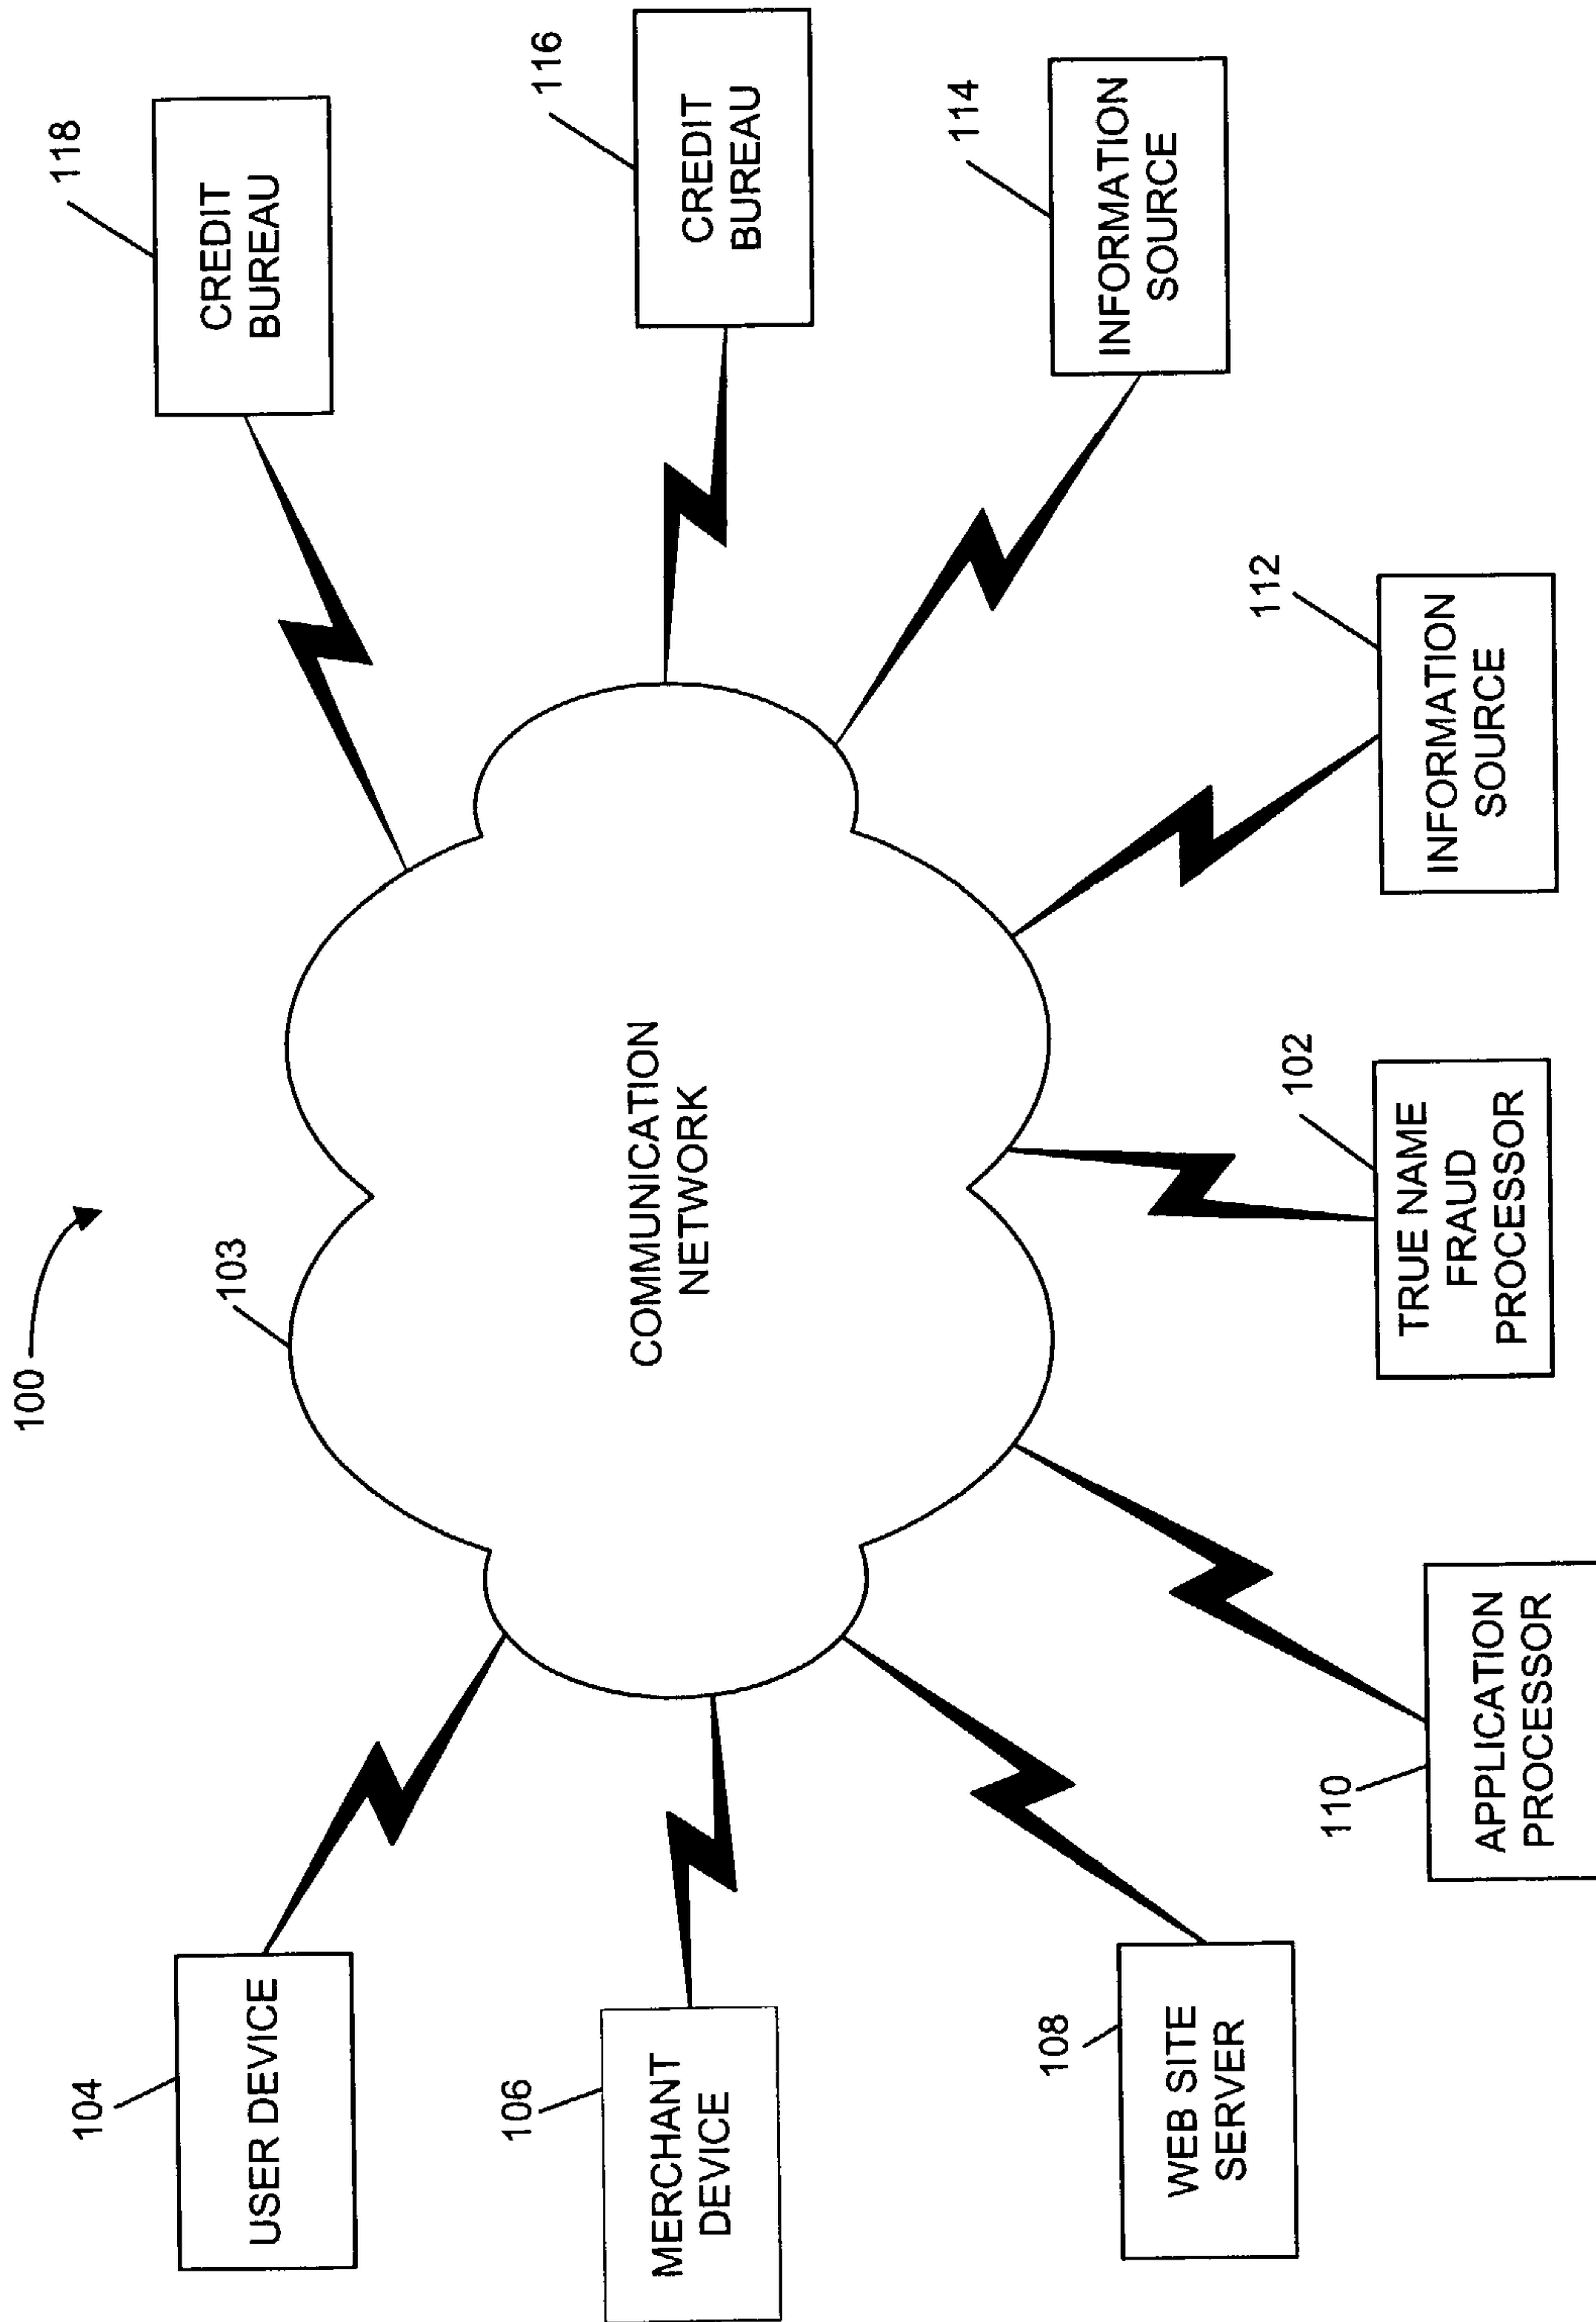 100
103
COMMUNICATION
NETWORK
104
USER DEVICE
106
MERCHANT
DEVICE
108
WEB SITE
SERVER
110
APPLICATION
PROCESSOR
102
TRUE NAME
FRAUD
PROCESSOR
112
INFORMATION
SOURCE
114
INFORMATION
SOURCE
116
CREDIT
BUREAU
118
CREDIT
BUREAU